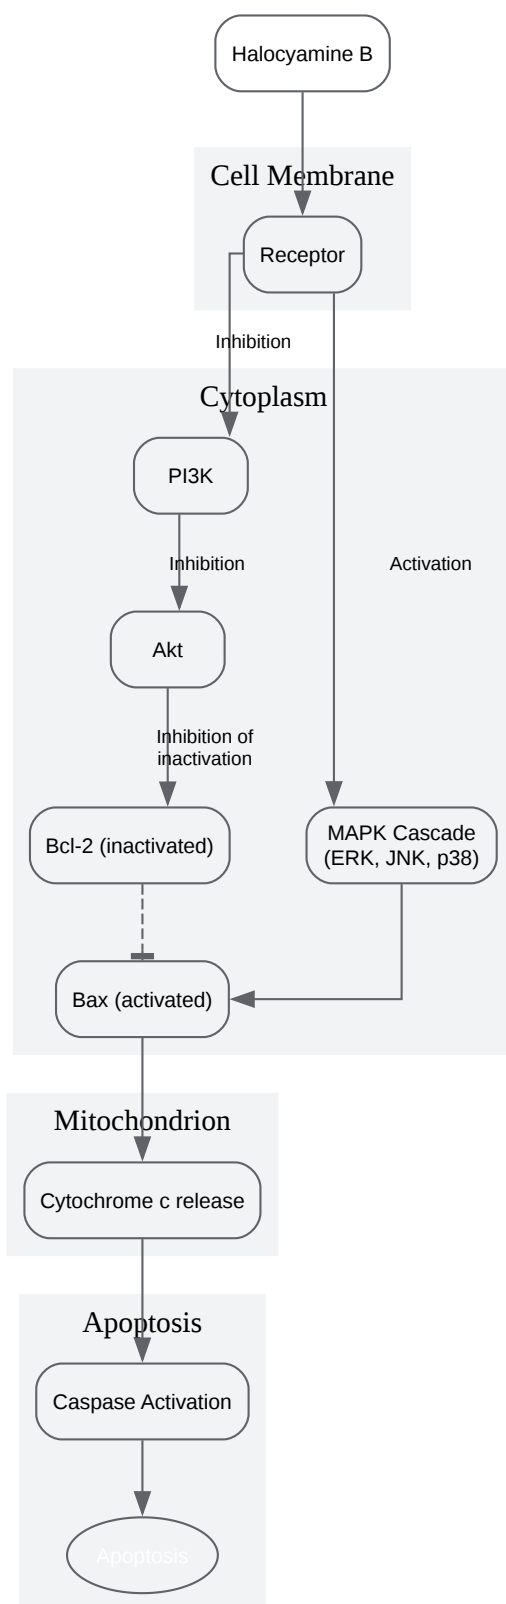 Halocyamine B
Cell Membrane
Receptor
Inhibition
Cytoplasm
PI3K
Inhibition
Activation
Akt
Inhibition of
inactivation
Bcl-2 (inactivated)
MAPK Cascade
(ERK, JNK, p38)
Bax (activated)
Mitochondrion
Cytochrome c release
Apoptosis
Caspase Activation
Apoptosis